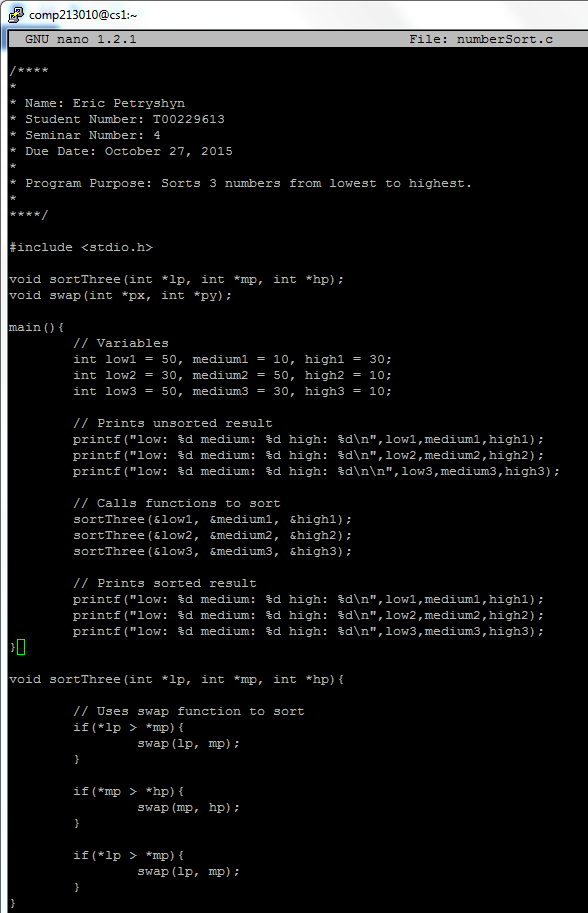 comp213010@cs1:~
GNU nano 1.2.1 File: numberSort.c
/****
*
* Name: Eric Petryshyn
* Student Number: T00229613
* Seminar Number: 4
* Due Date: October 27, 2015
*
* Program Purpose: Sorts 3 numbers from lowest to highest.
*
****/
#include <stdio.h>
void sortThree(int *lp, int *mp, int *hp);
void swap(int *px, int *py);
main(){
// Variables
int low1 = 50, medium1 = 10, high1 = 30;
int low2 = 30, medium2 = 50, high2 = 10;
int low3 = 50, medium3 = 30, high3 = 10;
// Prints unsorted result
printf("low: %d medium: %d high: %d\n",low1,medium1,high1);
printf("low: %d medium: %d high: %d\n",low2,medium2,high2);
printf("low: %d medium: %d high: %d\n\n",low3,medium3,high3);
// Calls functions to sort
sortThree(&low1, &medium1, &high1);
sortThree(&low2, &medium2, &high2);
sortThree(&low3, &medium3, &high3);
// Prints sorted result
printf("low: %d medium: %d high: %d\n",low1,medium1,high1);
printf("low: %d medium: %d high: %d\n",low2,medium2,high2);
printf("low: %d medium: %d high: %d\n",low3,medium3,high3);
}
void sortThree(int *lp, int *mp, int *hp){
// Uses swap function to sort
if(*lp > *mp){
swap(lp, mp);
}
if(*mp > *hp){
swap(mp, hp);
}
if(*lp > *mp){
swap(lp, mp);
}
}